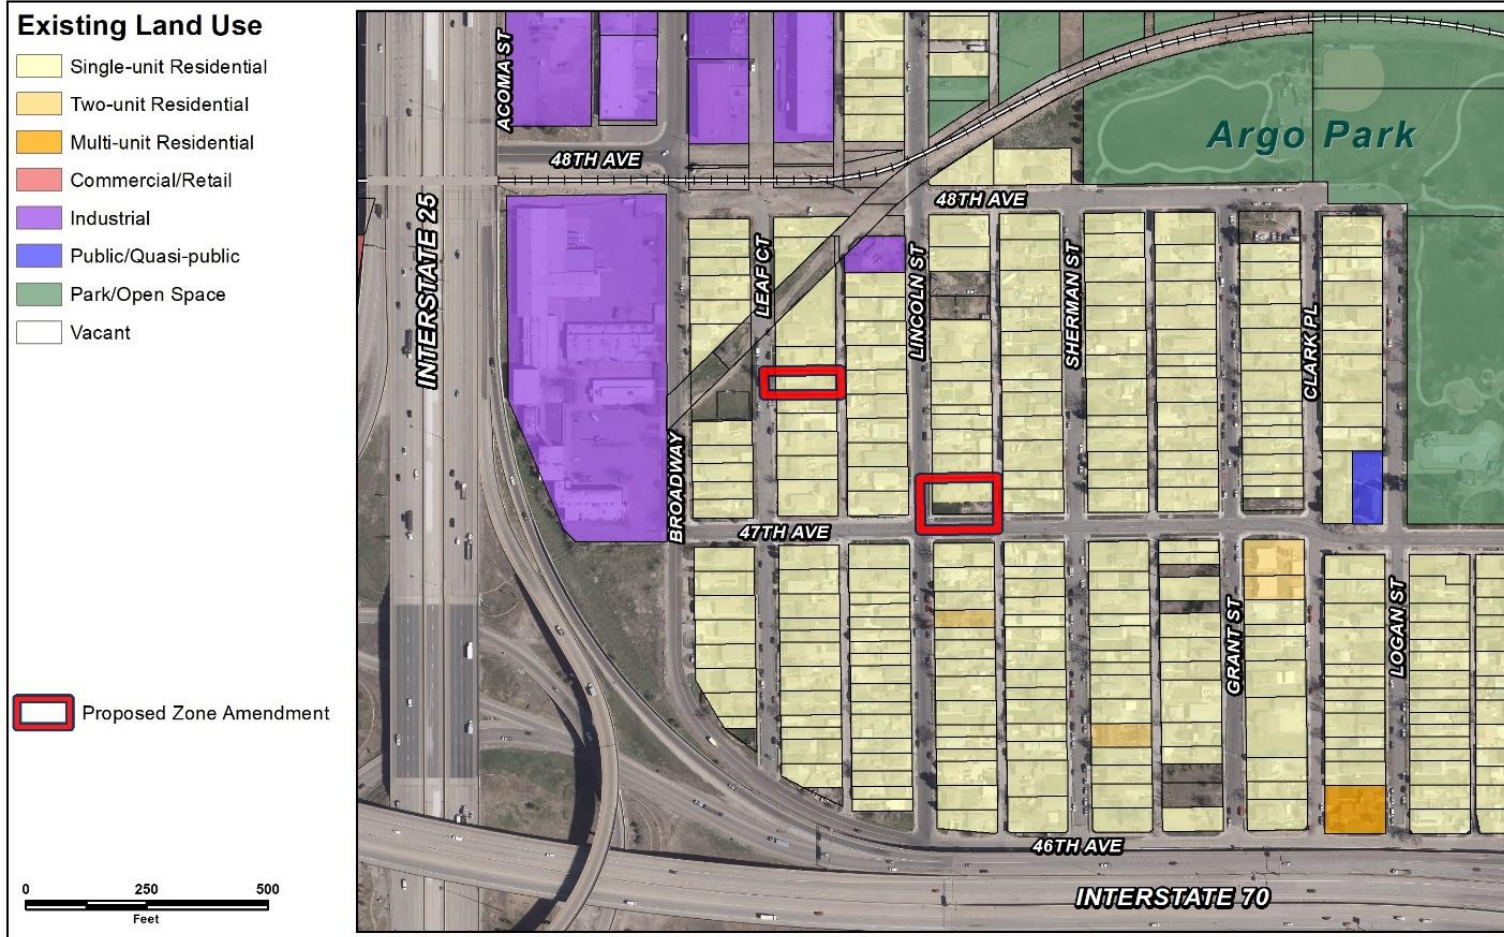 Existing Land Use
Single-unit Residential
Two-unit Residential
Multi-unit Residential
Commercial/Retail
Industrial
Public/Quasi-public
Park/Open Space
Vacant
Proposed Zone Amendment
0 250 500
Feet
ACOMA ST
48TH AVE
Argo Park
INTERSTATE 25
48TH AVE
LEAF CT
LINCOLN ST
SHERMAN ST
CLARK PL
BROADWAY
47TH AVE
GRANT ST
LOGAN ST
46TH AVE
INTERSTATE 70